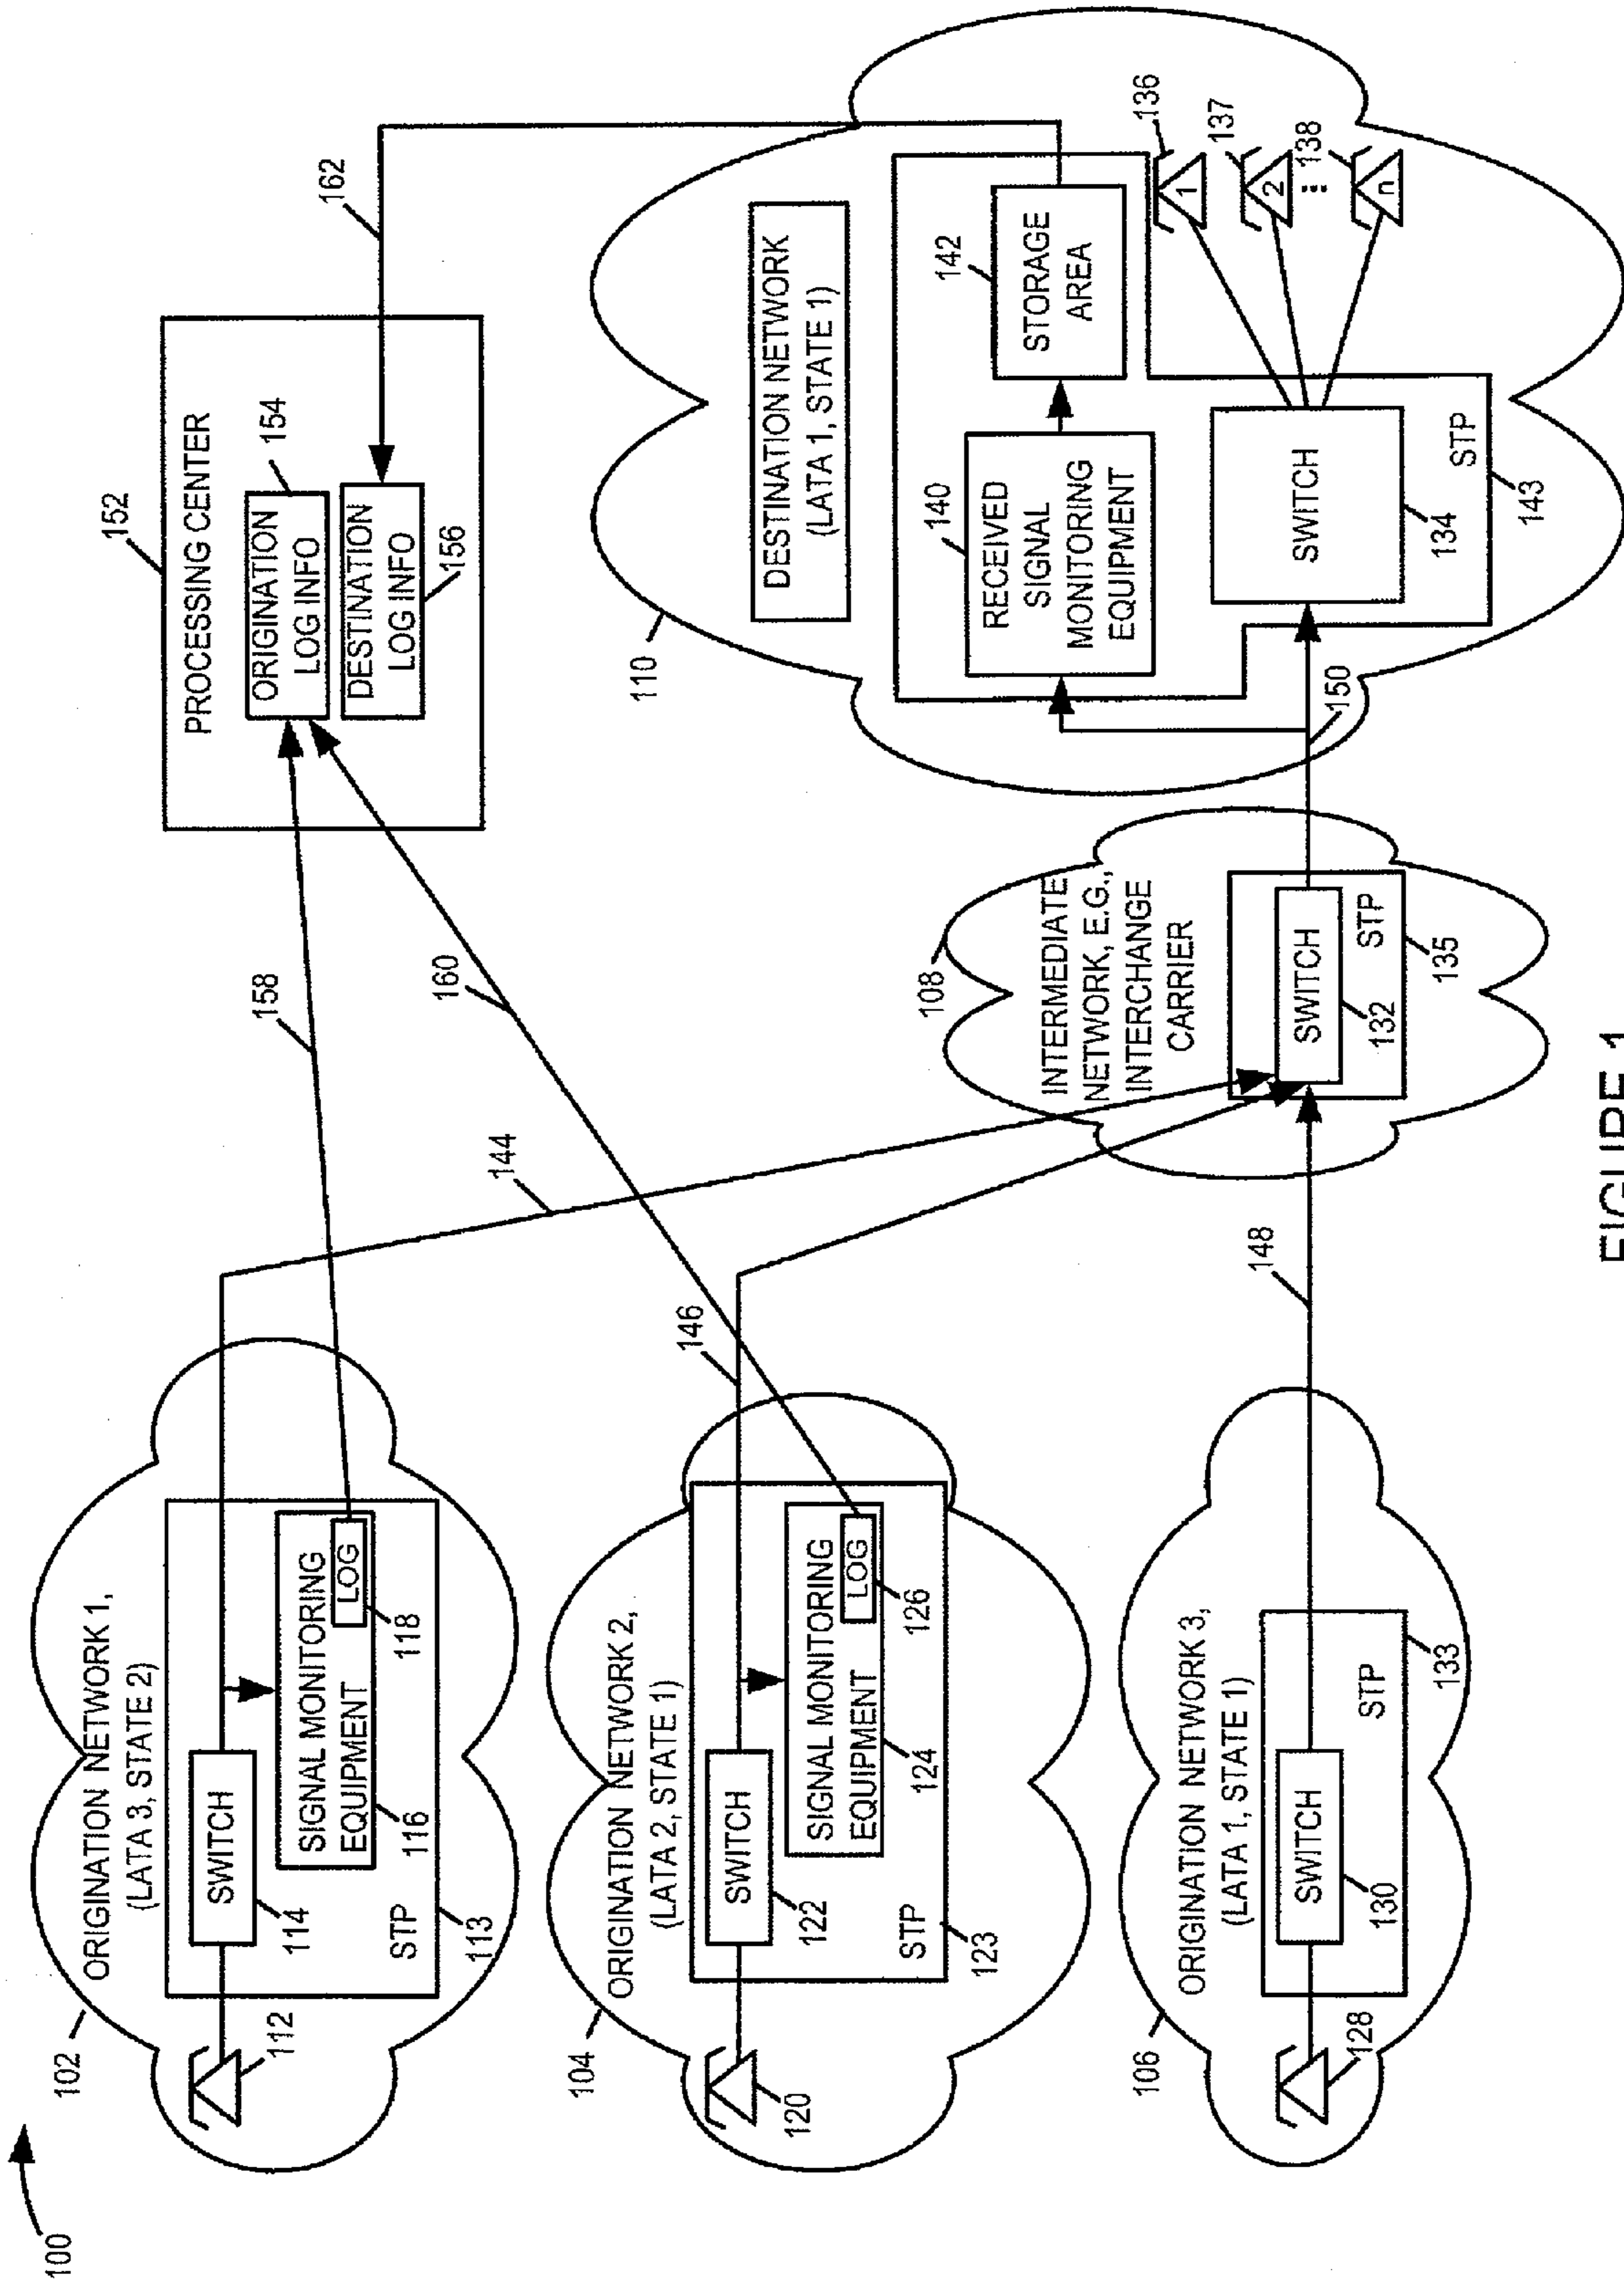 100
102
ORIGINATION NETWORK 1,
(LATA 3, STATE 2)
112
SWITCH
114
SIGNAL MONITORING
EQUIPMENT
116
LOG
118
STP
113
104
ORIGINATION NETWORK 2,
(LATA 2, STATE 1)
120
SWITCH
122
SIGNAL MONITORING
EQUIPMENT
124
LOG
126
STP
123
106
ORIGINATION NETWORK 3,
(LATA 1, STATE 1)
128
SWITCH
130
STP
133
158
160
144
146
148
108
INTERMEDIATE
NETWORK, E.G.,
INTERCHANGE
CARRIER
SWITCH
132
STP
135
152
PROCESSING CENTER
ORIGINATION
LOG INFO
154
DESTINATION
LOG INFO
156
162
110
DESTINATION NETWORK
(LATA 1, STATE 1)
140
RECEIVED
SIGNAL
MONITORING
EQUIPMENT
142
STORAGE
AREA
150
SWITCH
134
STP
143
1
136
2
137
n
138
FIGURE 1